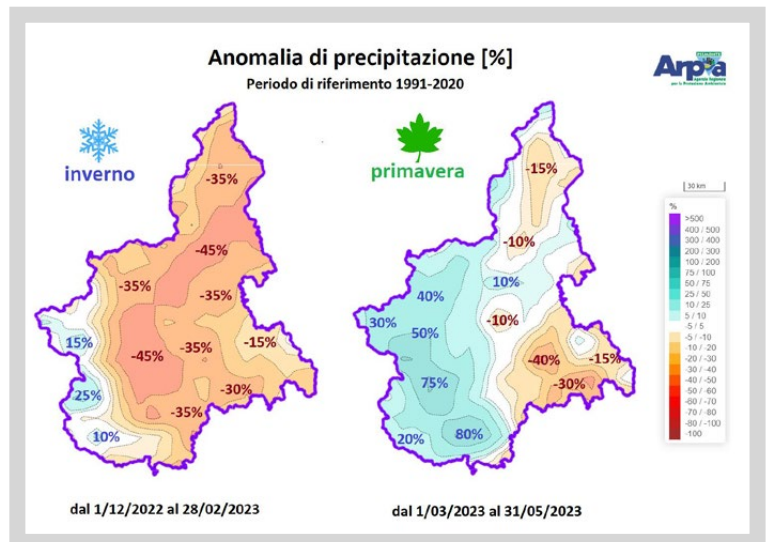 Anomalia di precipitazione [%]
Periodo di riferimento 1991-2020
Arpa
inverno
-35%
-45%
-35%
-35%
15%
-45%
-35%
-15%
25%
-30%
-35%
10%
dal 1/12/2022 al 28/02/2023
primavera
-15%
-10%
10%
40%
30%
-10%
50%
-40%
-15%
75%
-30%
20%
80%
dal 1/03/2023 al 31/05/2023
30 km
%
>500
400 / 500
300 / 400
200 / 300
100 / 200
75 / 100
50 / 75
25 / 50
10 / 25
5 / 10
-5 / 5
-5 / -10
-10 / -20
-20 / -30
-30 / -40
-40 / -50
-50 / -60
-60 / -70
-70 / -80
-80 / -100
-100